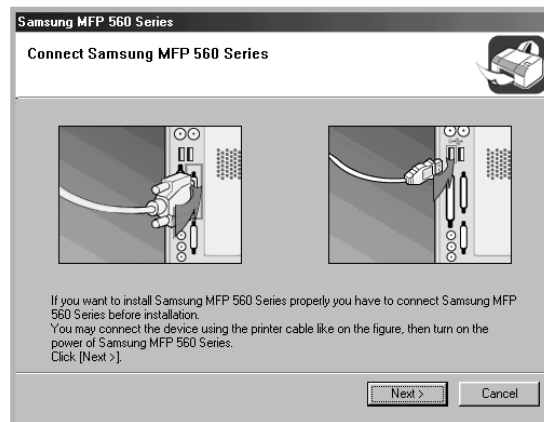 Samsung MFP 560 Series
Connect Samsung MFP 560 Series
If you want to install Samsung MFP 560 Series properly you have to connect Samsung MFP
560 Series before installation.
You may connect the device using the printer cable like on the figure, then turn on the
power of Samsung MFP 560 Series.
Click [Next >].
Next >
Cancel